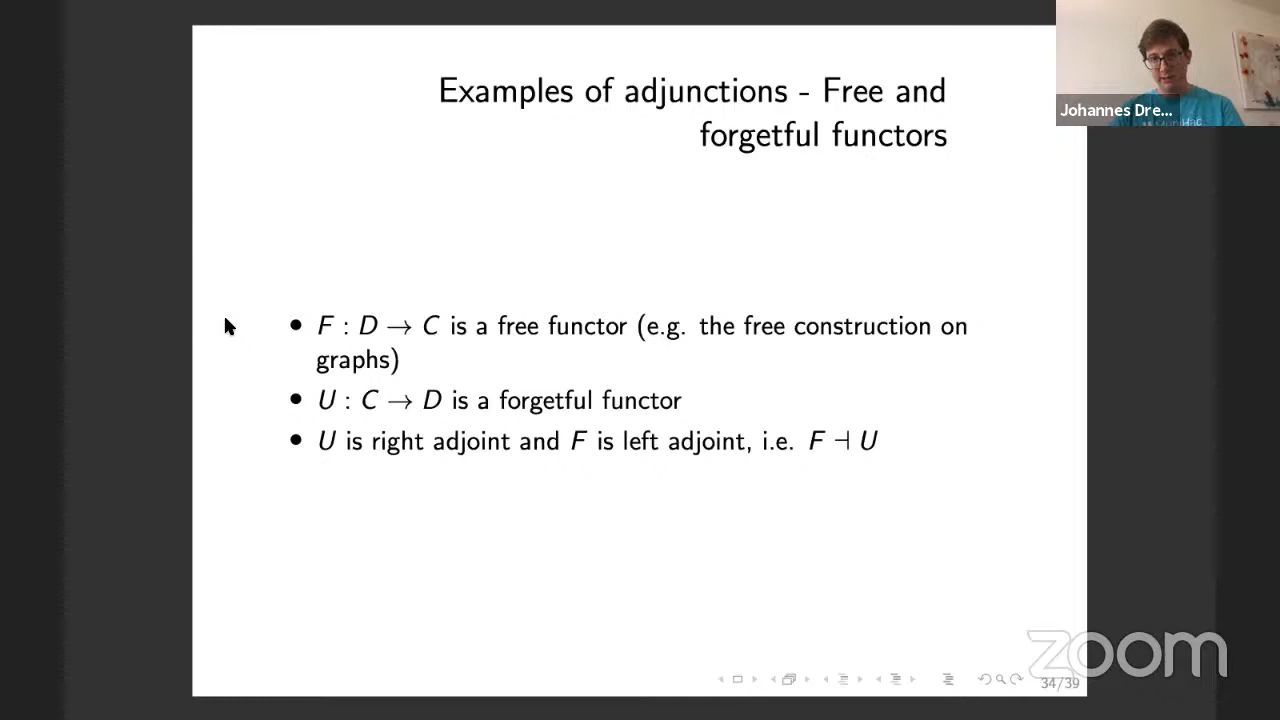 Examples of adjunctions - Free and
forgetful functors
Johannes Dre...
• F : D → C is a free functor (e.g. the free construction on
graphs)
• U : C → D is a forgetful functor
• U is right adjoint and F is left adjoint, i.e. F ⊣ U
zoom
34/39